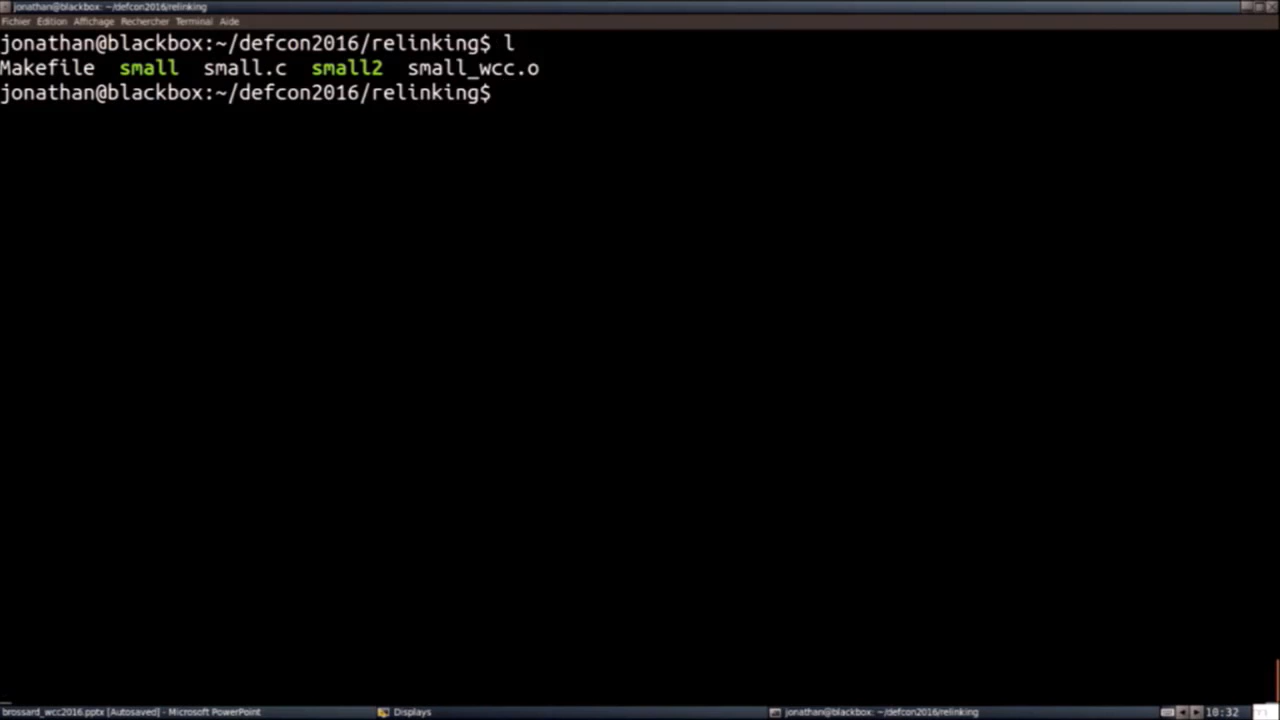 jonathan@blackbox: ~/defcon2016/relinking
Fichier Édition Affichage Rechercher Terminal Aide
jonathan@blackbox:~/defcon2016/relinking$ l
Makefile small small.c small2 small_wcc.o
jonathan@blackbox:~/defcon2016/relinking$
brossard_wcc2016.pptx [Autosaved] - Microsoft PowerPoint Displays jonathan@blackbox: ~/defcon2016/relinking 10:32